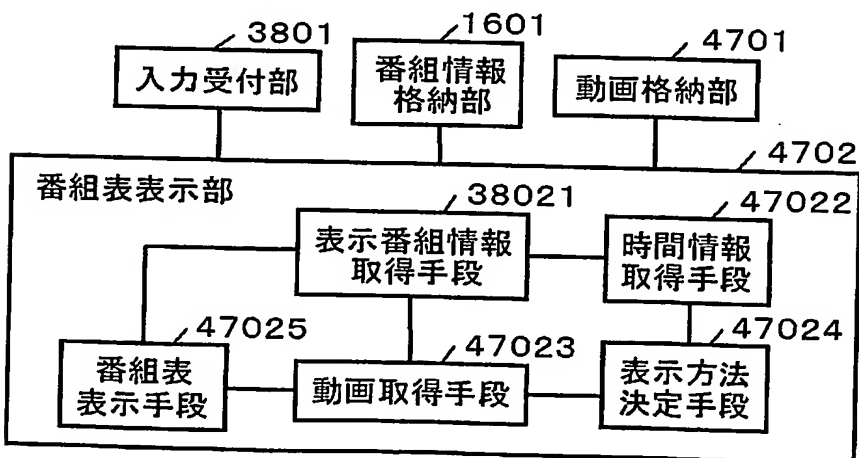 3801
入力受付部
1601
番組情報
格納部
4701
動画格納部
4702
番組表表示部
38021
表示番組情報
取得手段
47022
時間情報
取得手段
47025
番組表
表示手段
47023
動画取得手段
47024
表示方法
決定手段